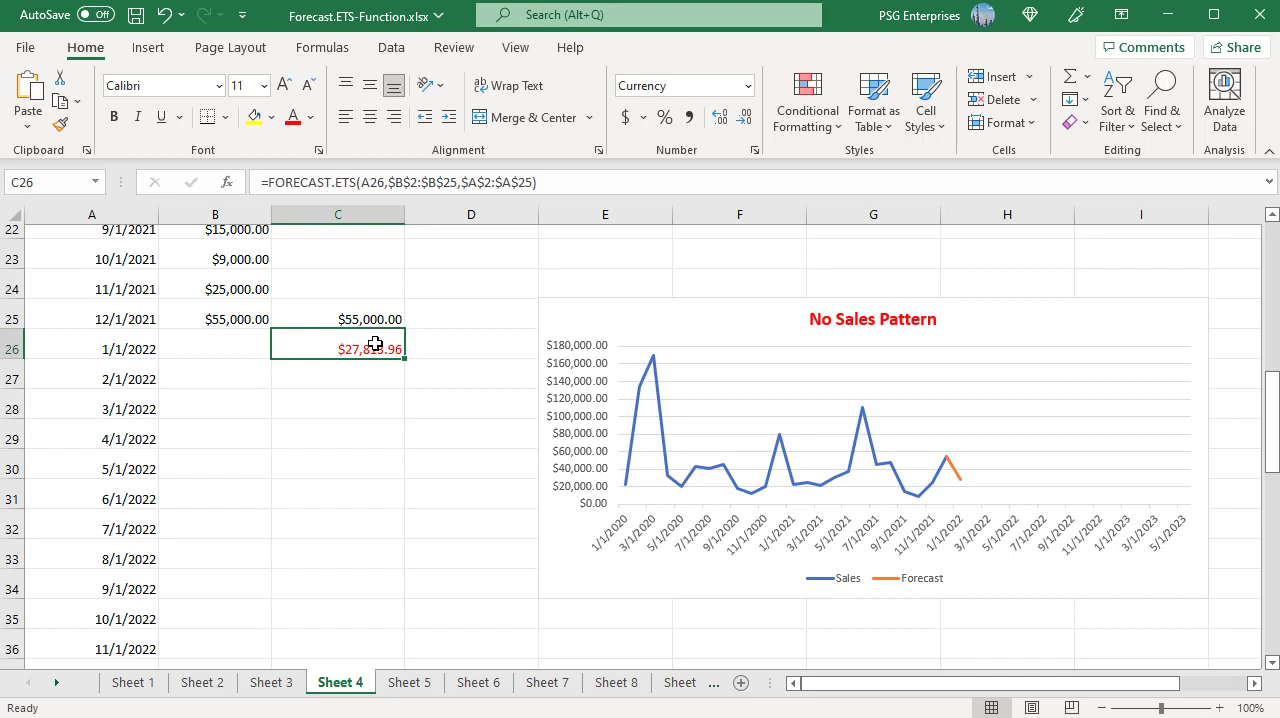 AutoSave Off Forecast.ETS-Function.xlsx Search (Alt+Q) PSG Enterprises
File Home Insert Page Layout Formulas Data Review View Help Comments Share
Paste
Clipboard
Calibri 11
B I U A
Font
Wrap Text
Merge & Center
Alignment
Currency
$ % 9
Number
Conditional Formatting
Format as Table
Cell Styles
Styles
Insert
Delete
Format
Cells
Sort & Filter
Find & Select
Editing
Analyze Data
Analysis
C26 fx =FORECAST.ETS(A26,$B$2:$B$25,$A$2:$A$25)
A B C D E F G H I
22 9/1/2021 $15,000.00
23 10/1/2021 $9,000.00
24 11/1/2021 $25,000.00
25 12/1/2021 $55,000.00 $55,000.00
26 1/1/2022
27 2/1/2022
28 3/1/2022
29 4/1/2022
30 5/1/2022
31 6/1/2022
32 7/1/2022
33 8/1/2022
34 9/1/2022
35 10/1/2022
36 11/1/2022
No Sales Pattern
$180,000.00
$160,000.00
$140,000.00
$120,000.00
$100,000.00
$80,000.00
$60,000.00
$40,000.00
$20,000.00
$0.00
1/1/2020 3/1/2020 5/1/2020 7/1/2020 9/1/2020 11/1/2020 1/1/2021 3/1/2021 5/1/2021 7/1/2021 9/1/2021 11/1/2021 1/1/2022 3/1/2022 5/1/2022 7/1/2022 9/1/2022 11/1/2022 1/1/2023 3/1/2023 5/1/2023
Sales Forecast
Sheet 1 Sheet 2 Sheet 3 Sheet 4 Sheet 5 Sheet 6 Sheet 7 Sheet 8 Sheet ...
Ready 100%